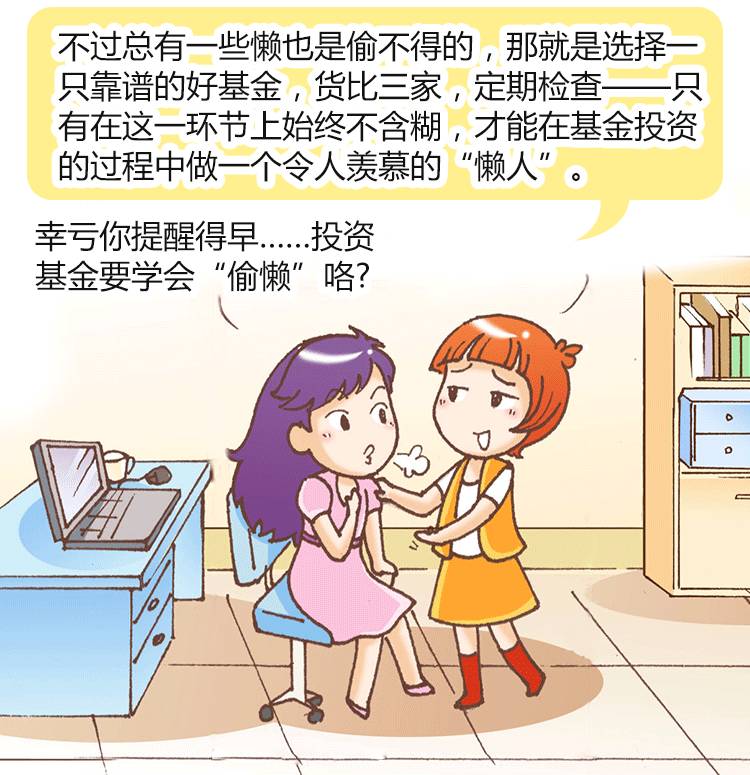 不过总有一些懒也是偷不得的，那就是选择一
只靠谱的好基金，货比三家，定期检查——只
有在这一环节上始终不含糊，才能在基金投资
的过程中做一个令人羡慕的“懒人”。
幸亏你提醒得早......投资
基金要学会“偷懒”咯?